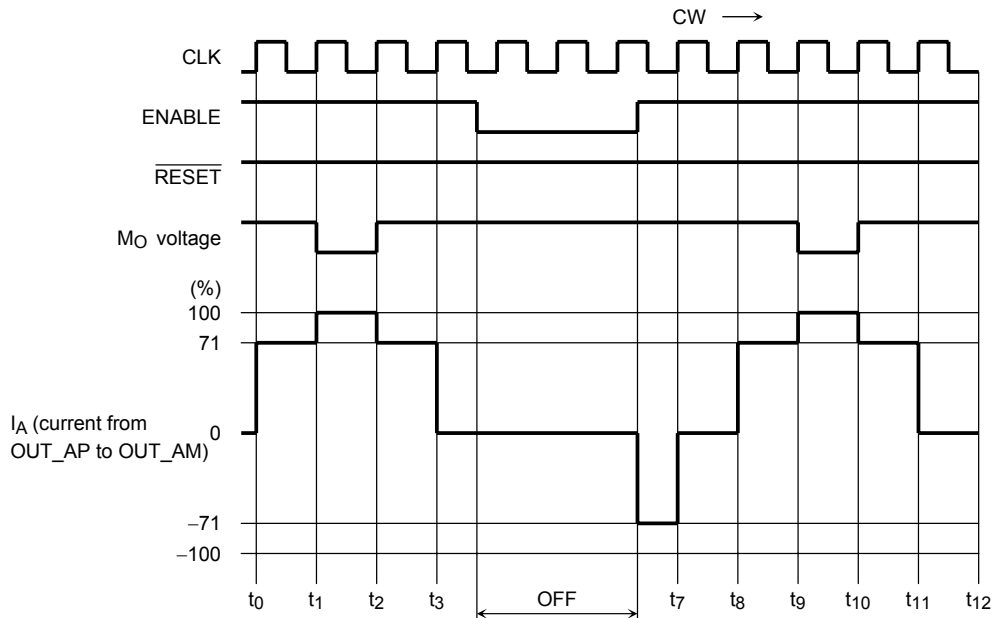 CW →
CLK
ENABLE
RESET
MO voltage
(%)
100
71
IA (current from
OUT_AP to OUT_AM)
0
−71
−100
t0 t1 t2 t3 OFF t7 t8 t9 t10 t11 t12